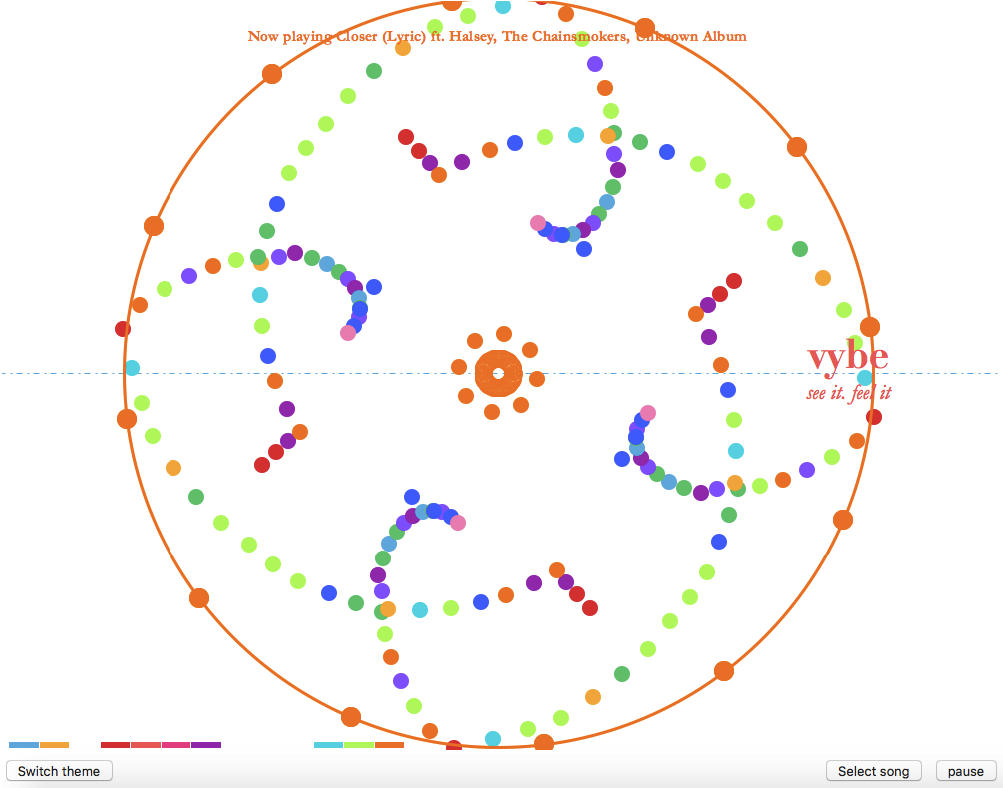 Now playing Closer (Lyric) ft. Halsey, The Chainsmokers, Unknown Album
vybe
see it. feel it
Switch theme
Select song
pause